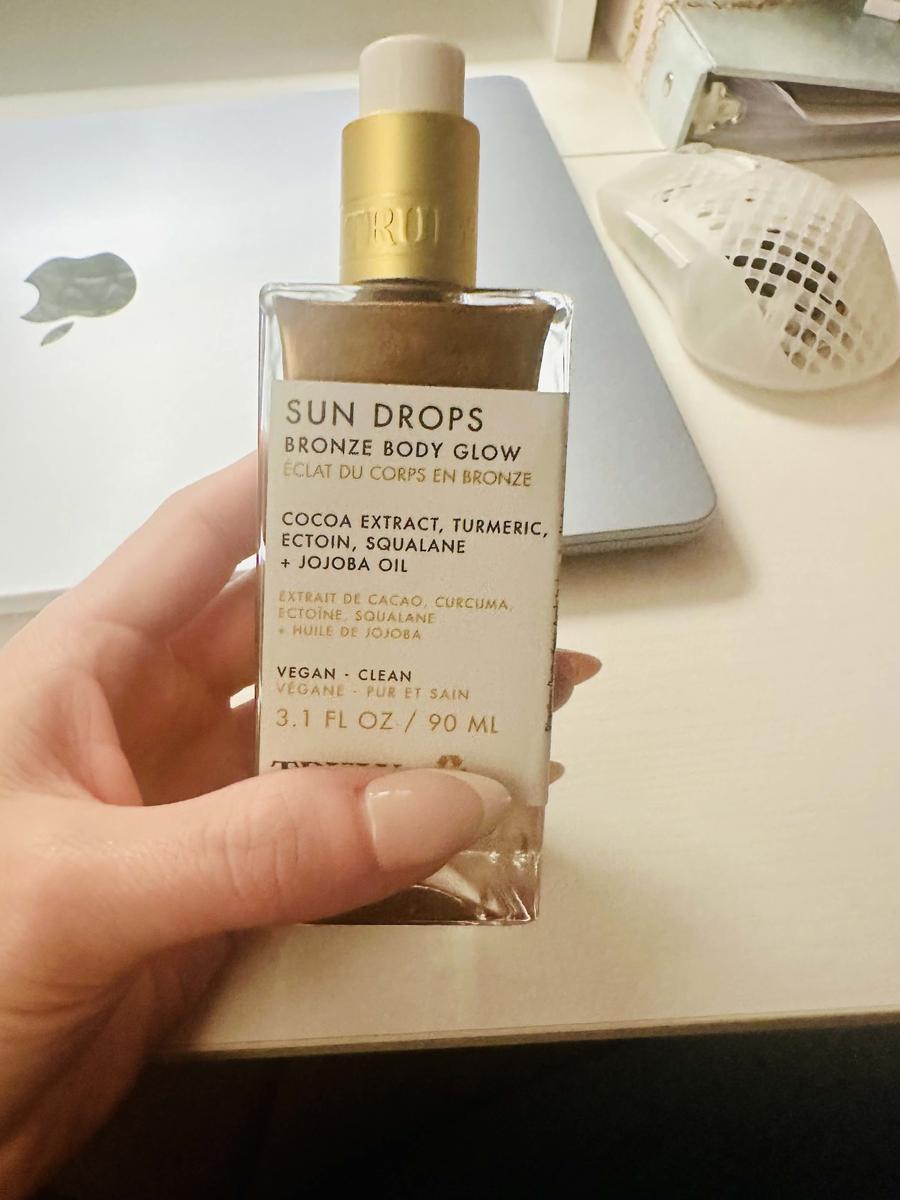 SUN DROPS
BRONZE BODY GLOW
ÉCLAT DU CORPS EN BRONZE
COCOA EXTRACT, TURMERIC,
ECTOIN, SQUALANE
+ JOJOBA OIL
EXTRAIT DE CACAO, CURCUMA,
ECTOÏNE, SQUALANE
+ HUILE DE JOJOBA
VEGAN - CLEAN
VÉGANE - PUR ET SAIN
3.1 FL OZ / 90 ML